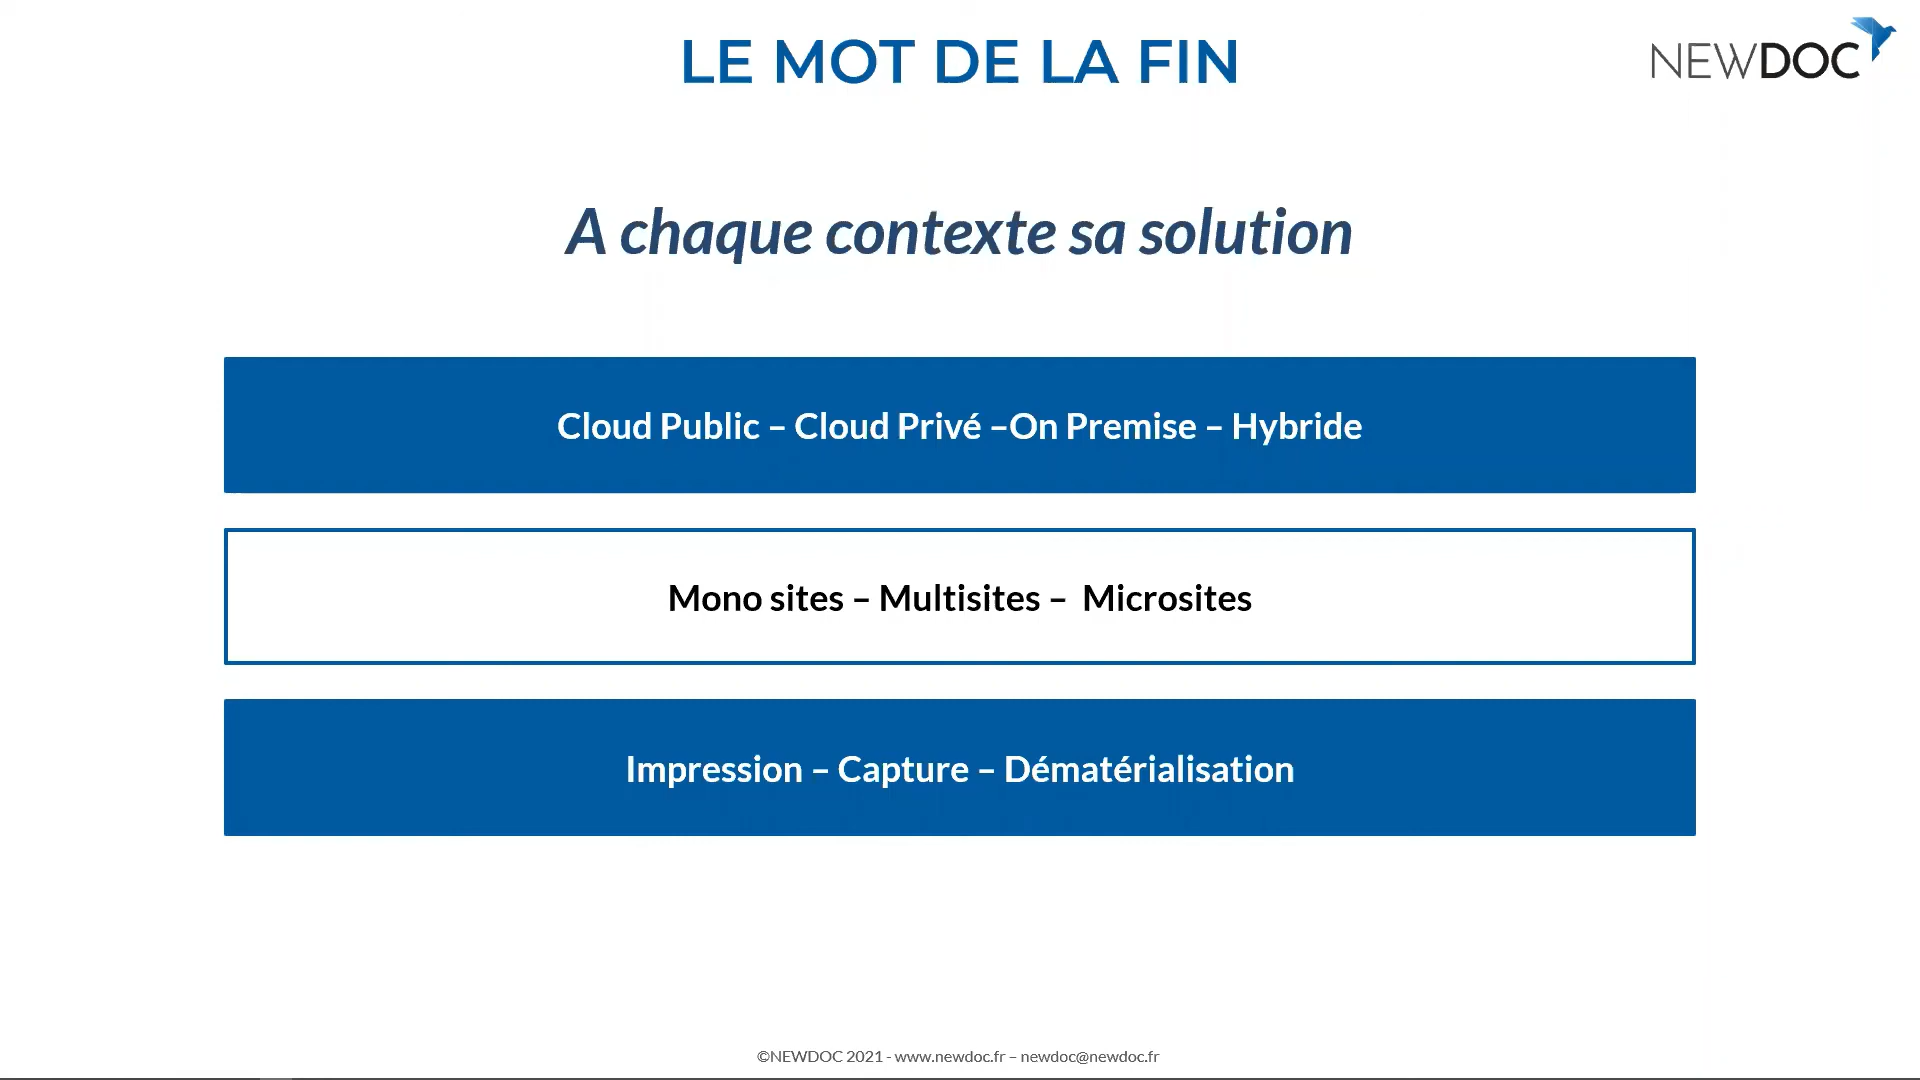 LE MOT DE LA FIN
NEWDOC
A chaque contexte sa solution
Cloud Public – Cloud Privé –On Premise – Hybride
Mono sites – Multisites –  Microsites
Impression – Capture – Dématérialisation
©NEWDOC 2021 - www.newdoc.fr – newdoc@newdoc.fr